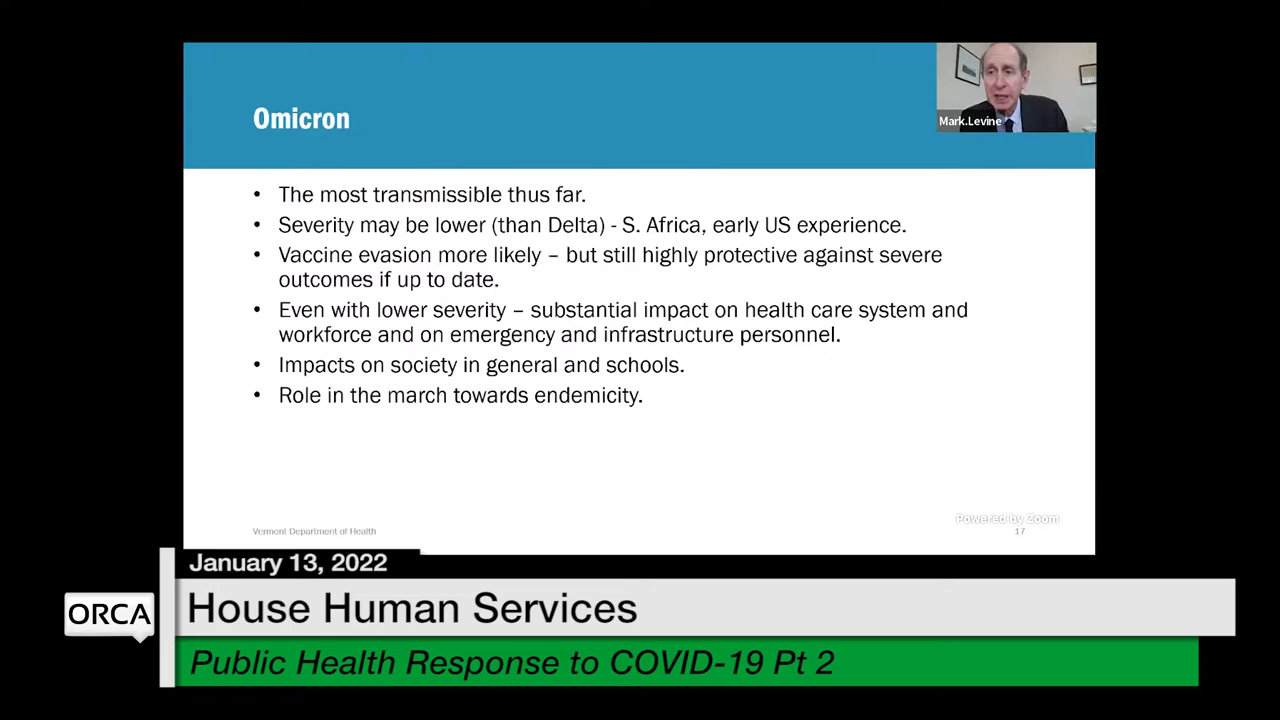 Omicron
Mark.Levine
• The most transmissible thus far.
• Severity may be lower (than Delta) - S. Africa, early US experience.
• Vaccine evasion more likely – but still highly protective against severe
outcomes if up to date.
• Even with lower severity – substantial impact on health care system and
workforce and on emergency and infrastructure personnel.
• Impacts on society in general and schools.
• Role in the march towards endemicity.
Powered by Zoom
Vermont Department of Health
17
January 13, 2022
ORCA
House Human Services
Public Health Response to COVID-19 Pt 2